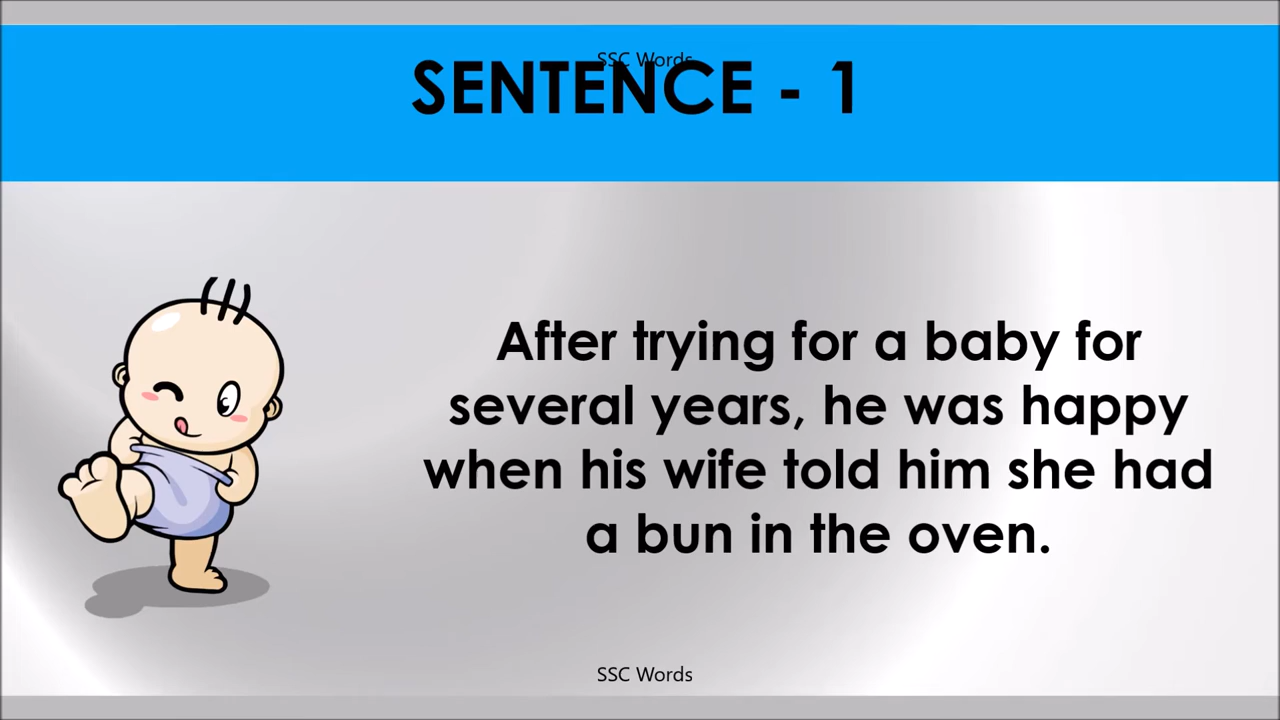 SSC Words
SENTENCE - 1
After trying for a baby for
several years, he was happy
when his wife told him she had
a bun in the oven.
SSC Words